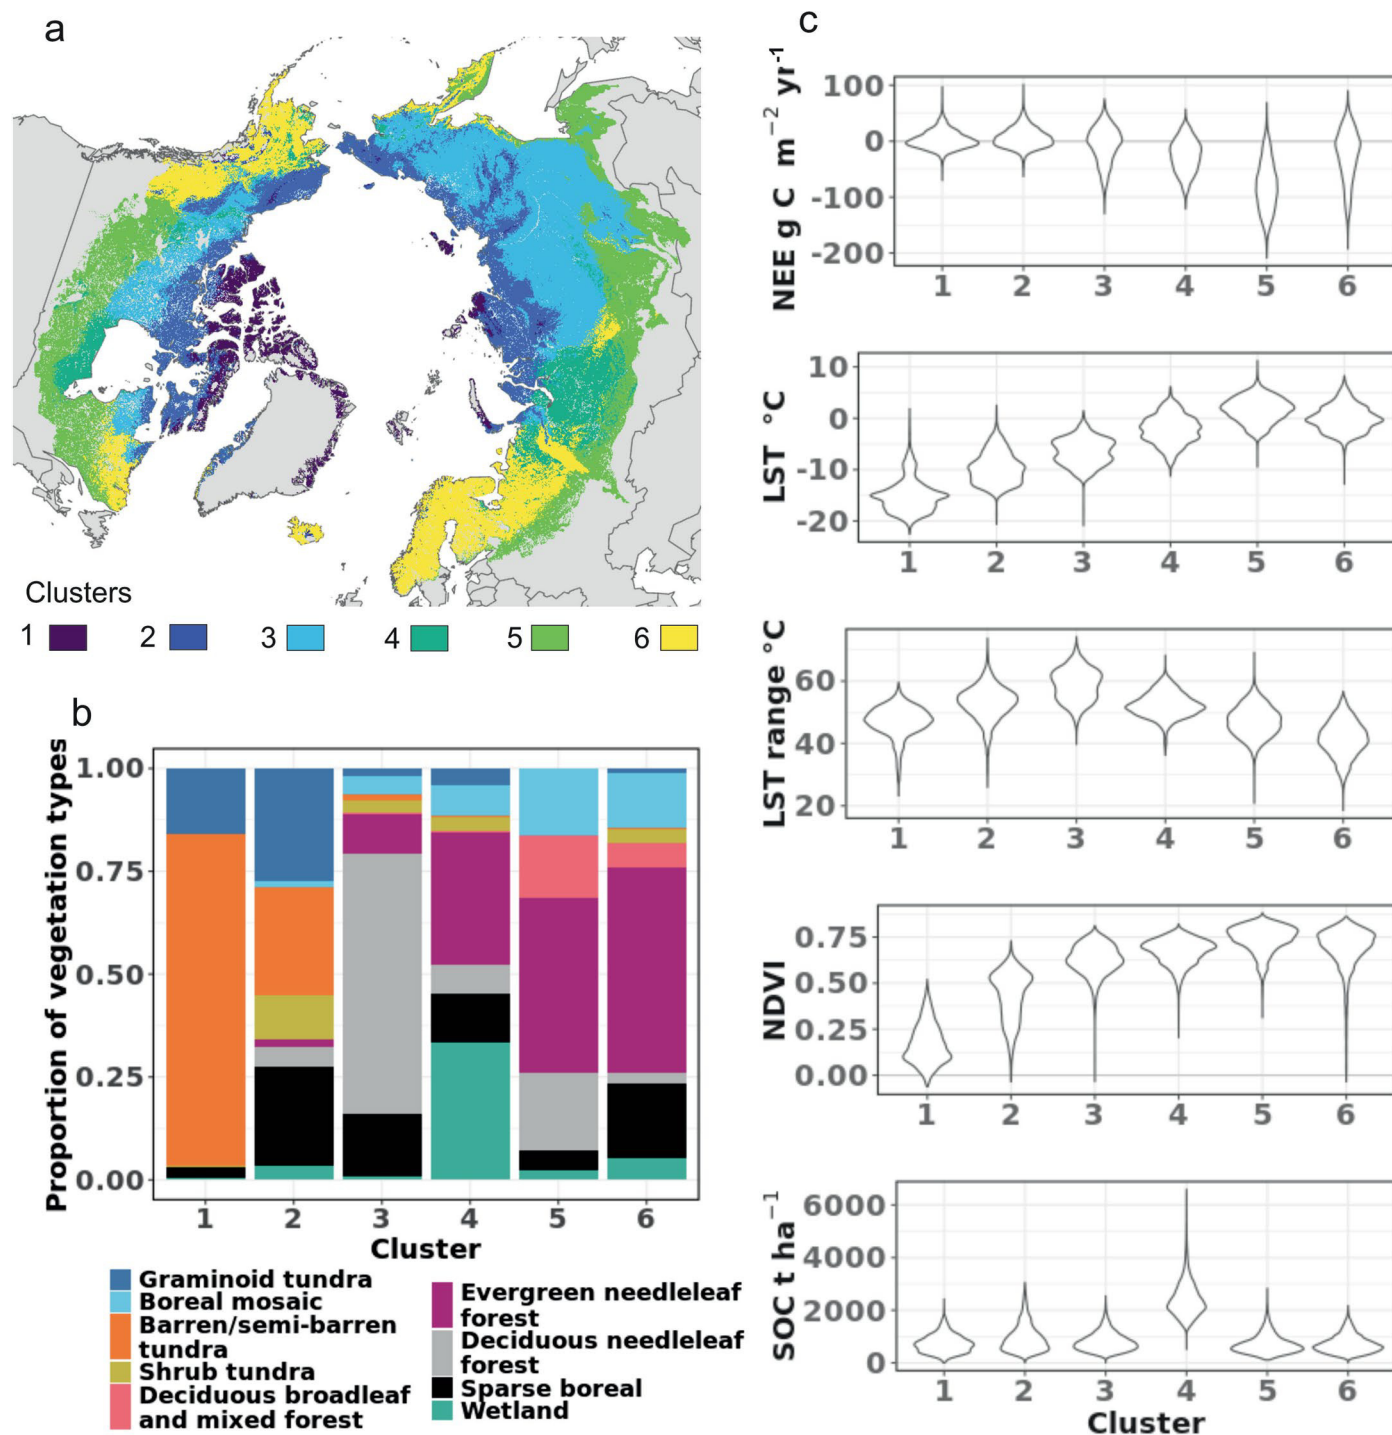 a
Clusters
1 2 3 4 5 6
b
Proportion of vegetation types
1.00
0.75
0.50
0.25
0.00
1 2 3 4 5 6
Cluster
Graminoid tundra
Boreal mosaic
Barren/semi-barren
tundra
Shrub tundra
Deciduous broadleaf
and mixed forest
Evergreen needleleaf
forest
Deciduous needleleaf
forest
Sparse boreal
Wetland
c
NEE g C m⁻² yr⁻¹
100
0
-100
-200
1 2 3 4 5 6
LST °C
10
0
-10
-20
1 2 3 4 5 6
LST range °C
60
40
20
1 2 3 4 5 6
NDVI
0.75
0.50
0.25
0.00
1 2 3 4 5 6
SOC t ha⁻¹
6000
4000
2000
0
1 2 3 4 5 6
Cluster